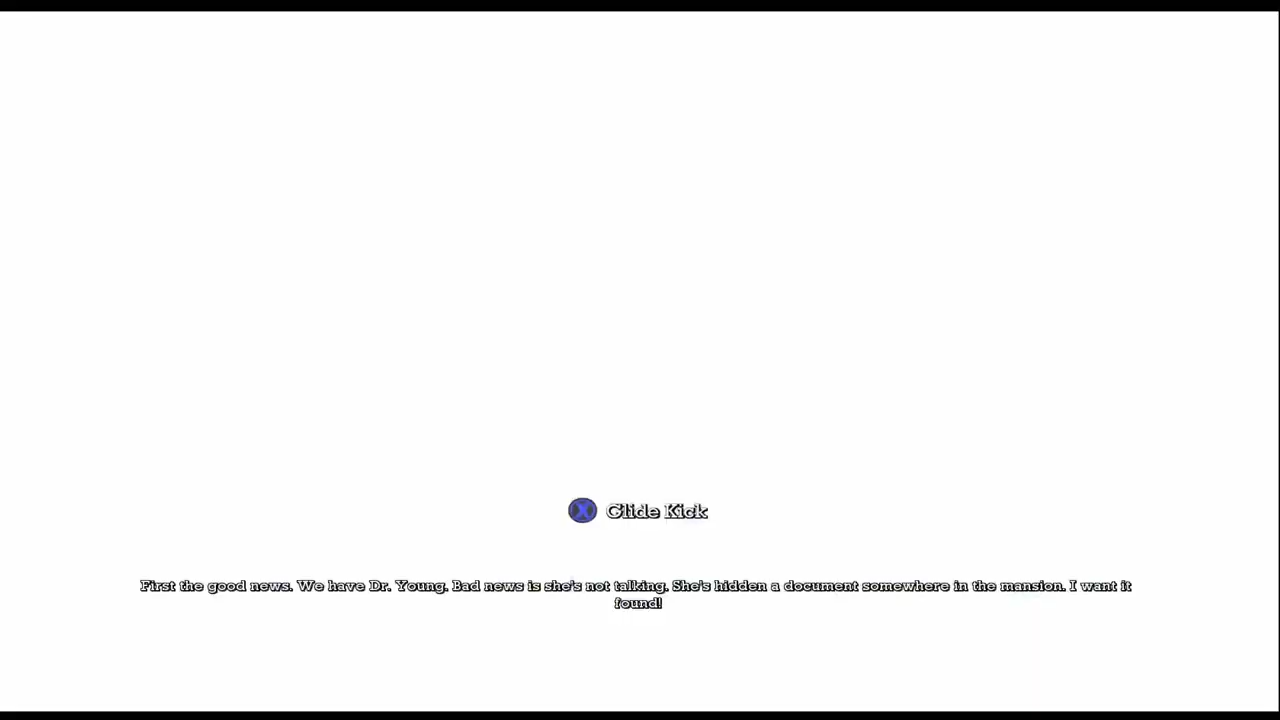 X Glide Kick
First the good news. We have Dr. Young. Bad news is she's not talking. She's hidden a document somewhere in the mansion. I want it
found!